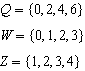 Q = {0, 2, 4, 6}
W = {0, 1, 2, 3}
Z = {1, 2, 3, 4}